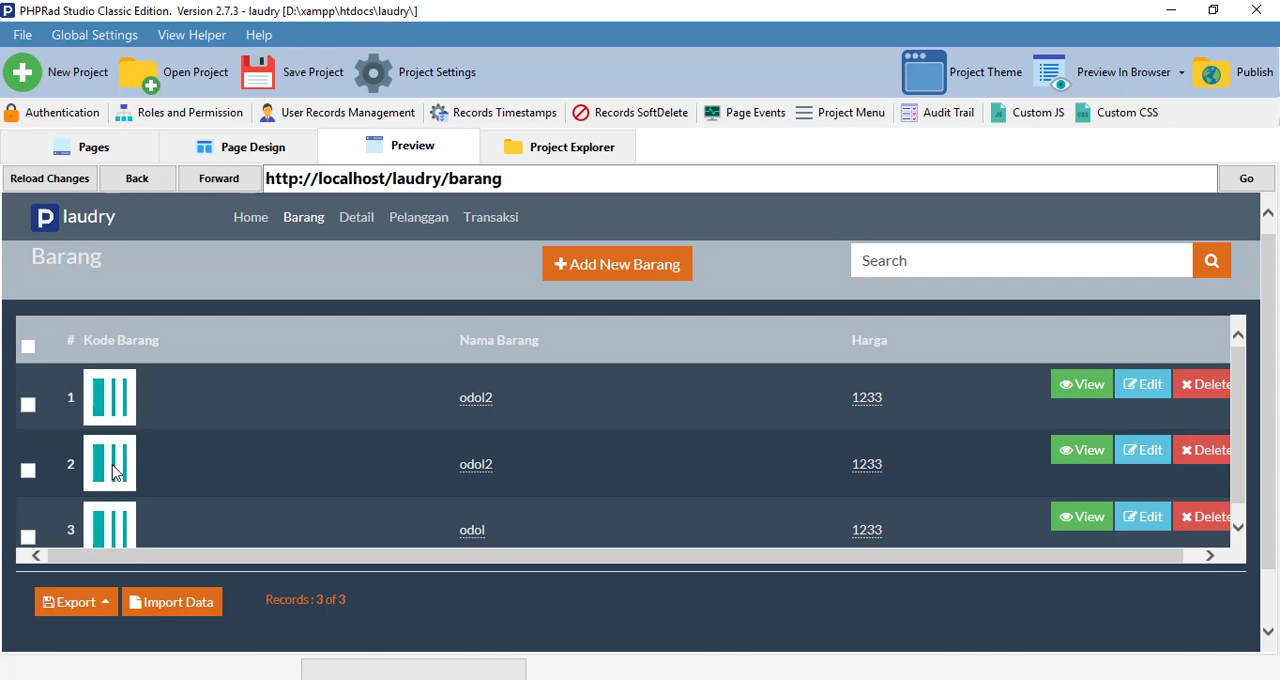 PHPRad Studio Classic Edition. Version 2.7.3 - laudry [D:\xampp\htdocs\laudry\]
File Global Settings View Helper Help
New Project Open Project Save Project Project Settings Project Theme Preview In Browser Publish
Authentication Roles and Permission User Records Management Records Timestamps Records SoftDelete Page Events Project Menu Audit Trail Custom JS Custom CSS
Pages Page Design Preview Project Explorer
Reload Changes Back Forward http://localhost/laudry/barang Go
P laudry Home Barang Detail Pelanggan Transaksi
Barang Add New Barang Search
# Kode Barang Nama Barang Harga
1 odol2 1233 View Edit Delete
2 odol2 1233 View Edit Delete
3 odol 1233 View Edit Delete
Export Import Data Records : 3 of 3